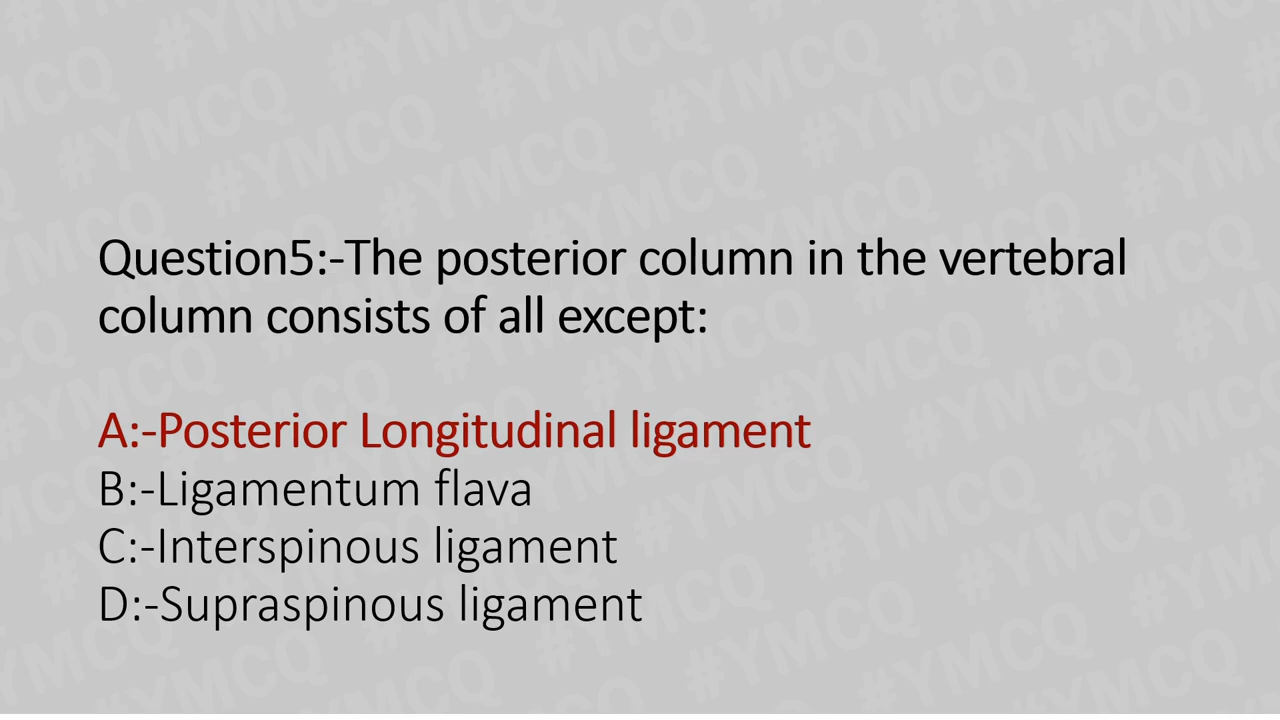 Question5:-The posterior column in the vertebral
column consists of all except:
A:-Posterior Longitudinal ligament
B:-Ligamentum flava
C:-Interspinous ligament
D:-Supraspinous ligament
#YMCQ